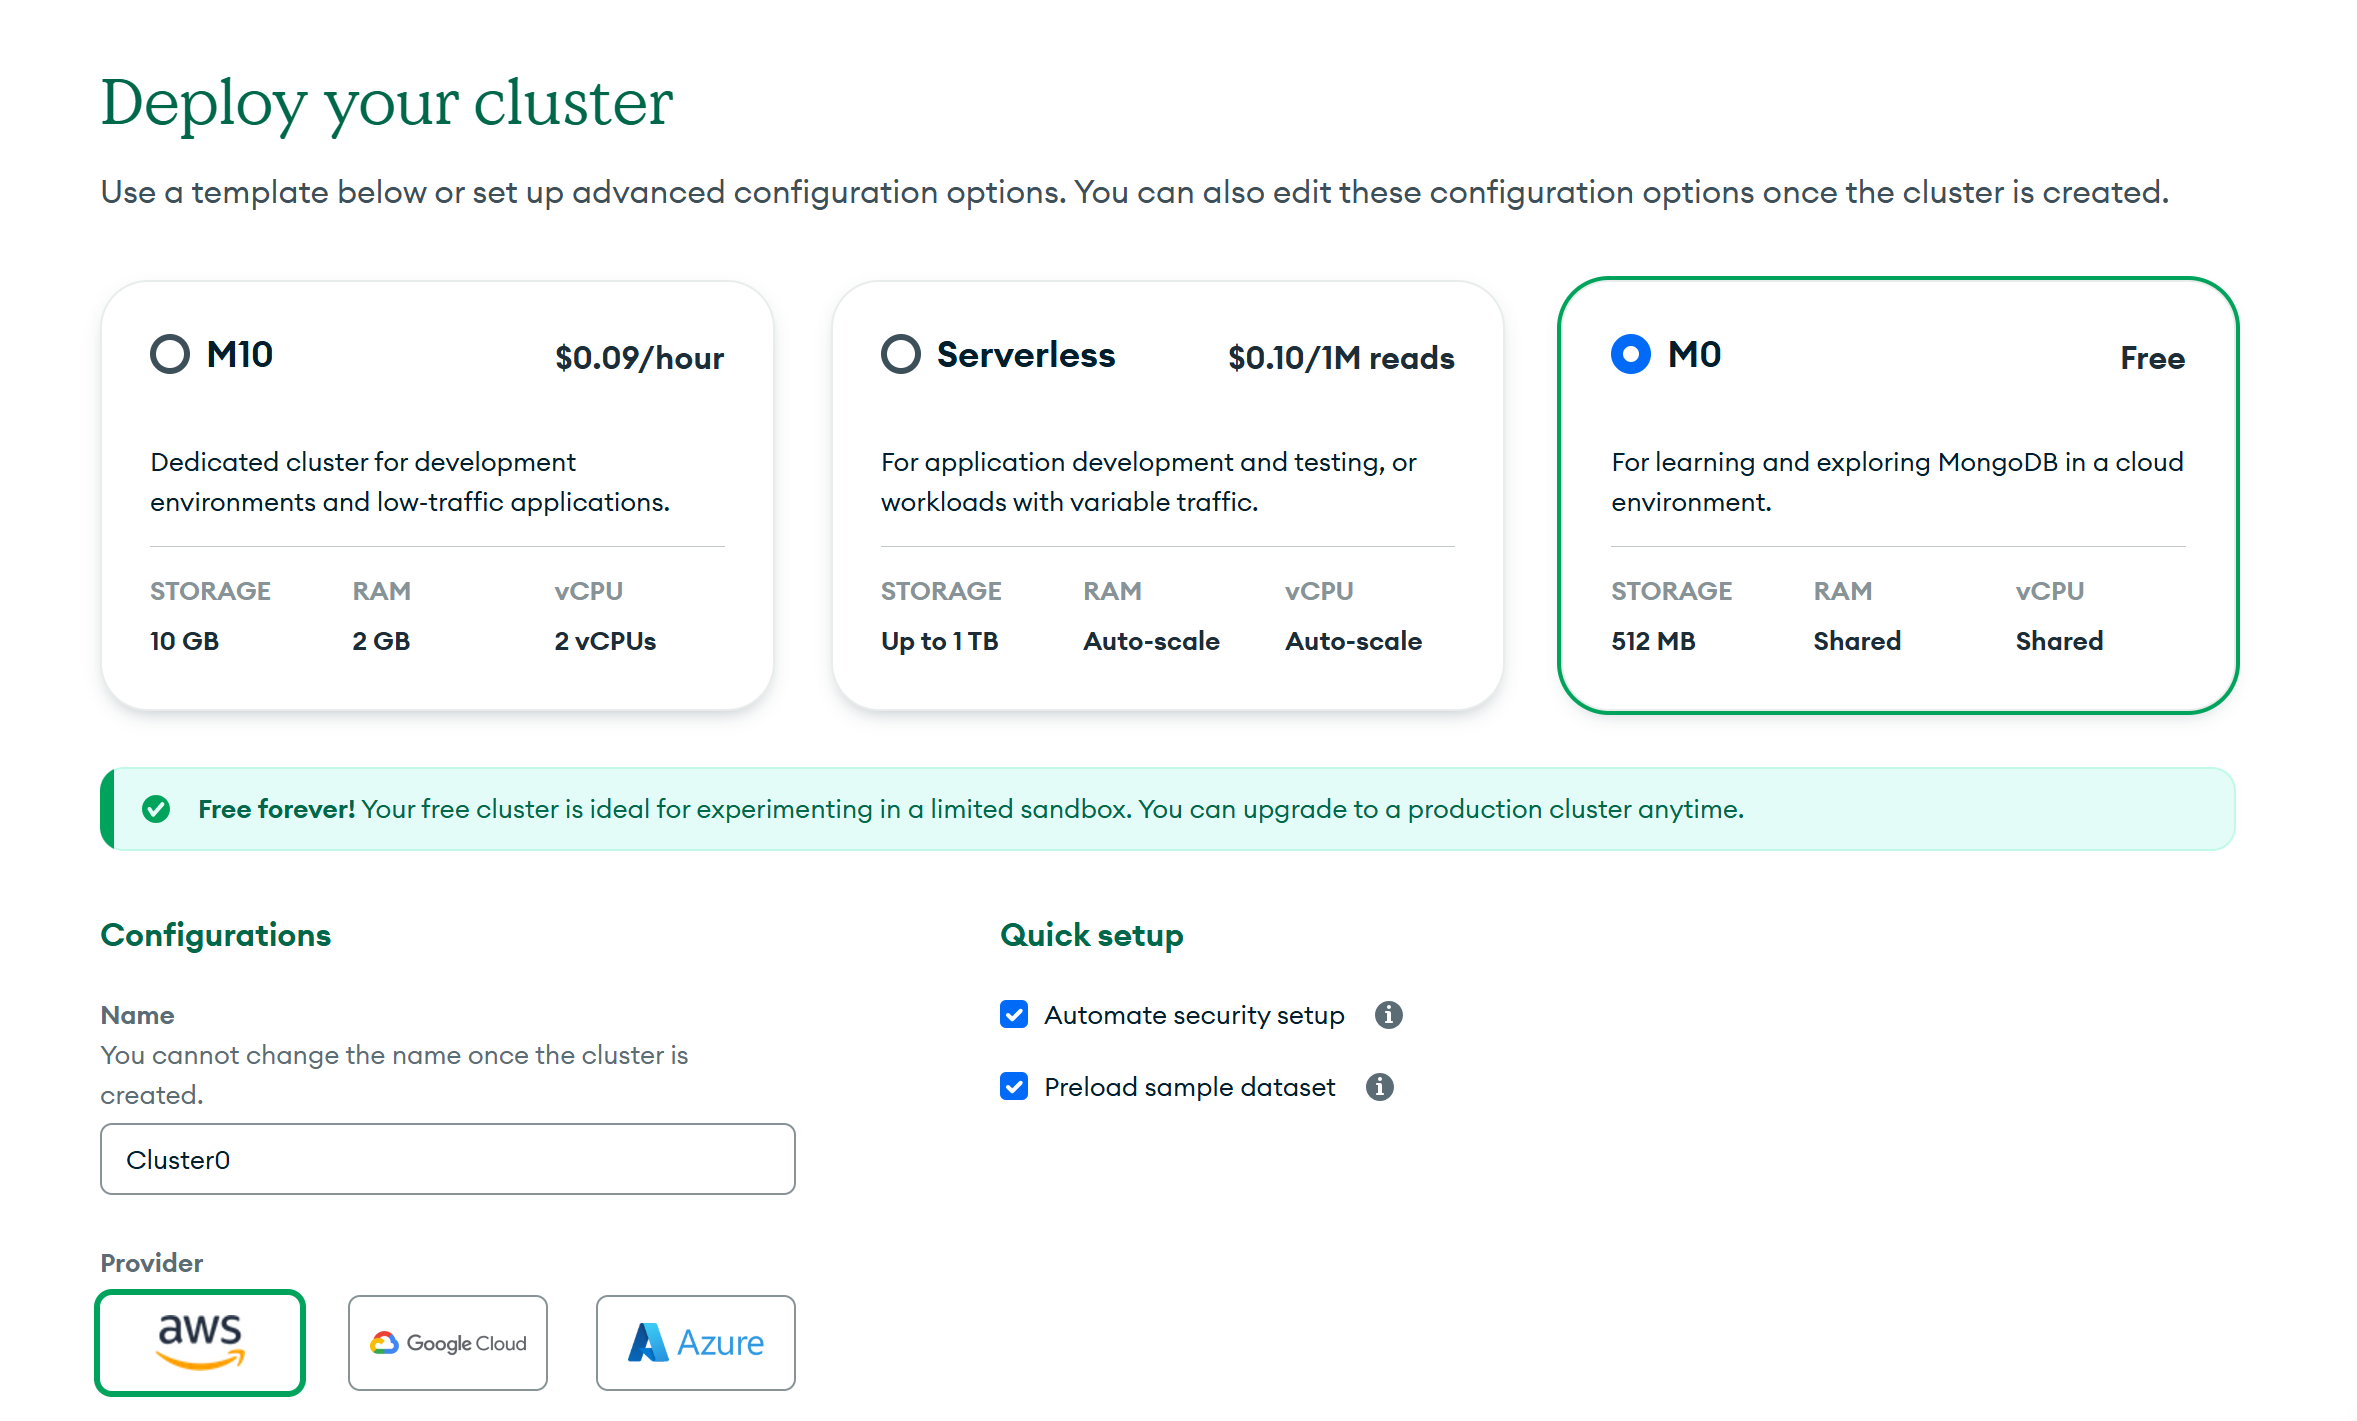 Deploy your cluster
Use a template below or set up advanced configuration options. You can also edit these configuration options once the cluster is created.
M10
$0.09/hour
Dedicated cluster for development
environments and low-traffic applications.
STORAGE RAM vCPU
10 GB 2 GB 2 vCPUs
Serverless
$0.10/1M reads
For application development and testing, or
workloads with variable traffic.
STORAGE RAM vCPU
Up to 1 TB Auto-scale Auto-scale
M0
Free
For learning and exploring MongoDB in a cloud
environment.
STORAGE RAM vCPU
512 MB Shared Shared
Free forever! Your free cluster is ideal for experimenting in a limited sandbox. You can upgrade to a production cluster anytime.
Configurations
Name
You cannot change the name once the cluster is
created.
Cluster0
Provider
aws
Google Cloud
Azure
Quick setup
Automate security setup
Preload sample dataset